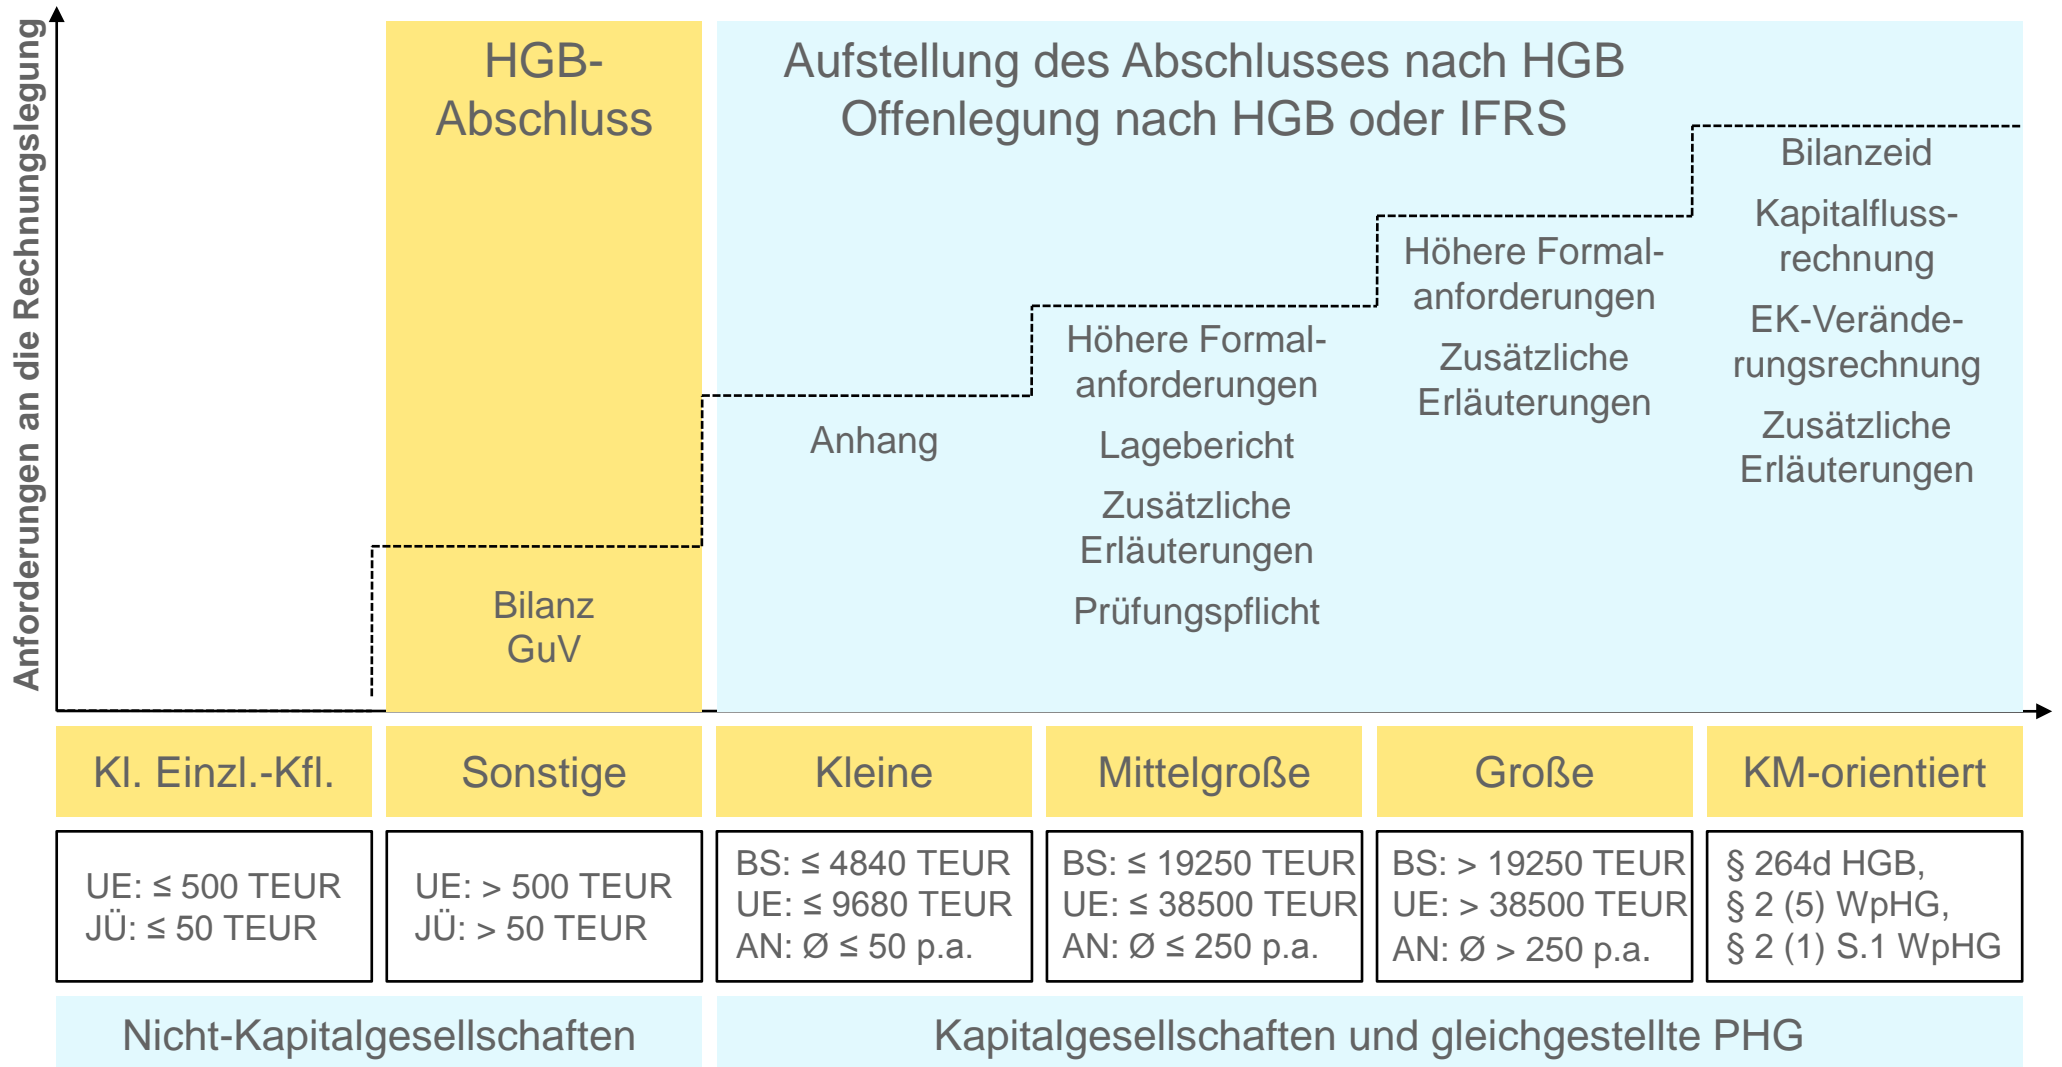 Anforderungen an die Rechnungslegung
HGB-
Abschluss
Aufstellung des Abschlusses nach HGB
Offenlegung nach HGB oder IFRS
Bilanz
GuV
Anhang
Höhere Formal-
anforderungen
Lagebericht
Zusätzliche
Erläuterungen
Prüfungspflicht
Höhere Formal-
anforderungen
Zusätzliche
Erläuterungen
Bilanzeid
Kapitalfluss-
rechnung
EK-Verände-
rungsrechnung
Zusätzliche
Erläuterungen
Kl. Einzl.-Kfl.
Sonstige
Kleine
Mittelgroße
Große
KM-orientiert
UE: ≤ 500 TEUR
JÜ: ≤ 50 TEUR
UE: > 500 TEUR
JÜ: > 50 TEUR
BS: ≤ 4840 TEUR
UE: ≤ 9680 TEUR
AN: Ø ≤ 50 p.a.
BS: ≤ 19250 TEUR
UE: ≤ 38500 TEUR
AN: Ø ≤ 250 p.a.
BS: > 19250 TEUR
UE: > 38500 TEUR
AN: Ø > 250 p.a.
§ 264d HGB,
§ 2 (5) WpHG,
§ 2 (1) S.1 WpHG
Nicht-Kapitalgesellschaften
Kapitalgesellschaften und gleichgestellte PHG